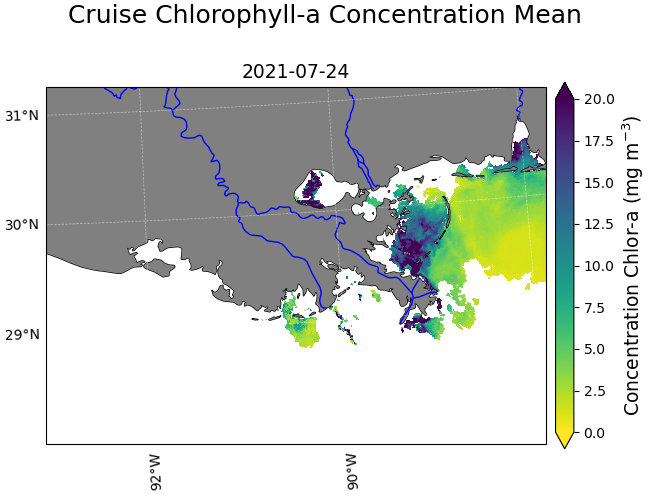 Cruise Chlorophyll-a Concentration Mean
2021-07-24
31°N
30°N
29°N
92°W
90°W
20.0
17.5
15.0
12.5
10.0
7.5
5.0
2.5
0.0
Concentration Chlor-a (mg m⁻³)